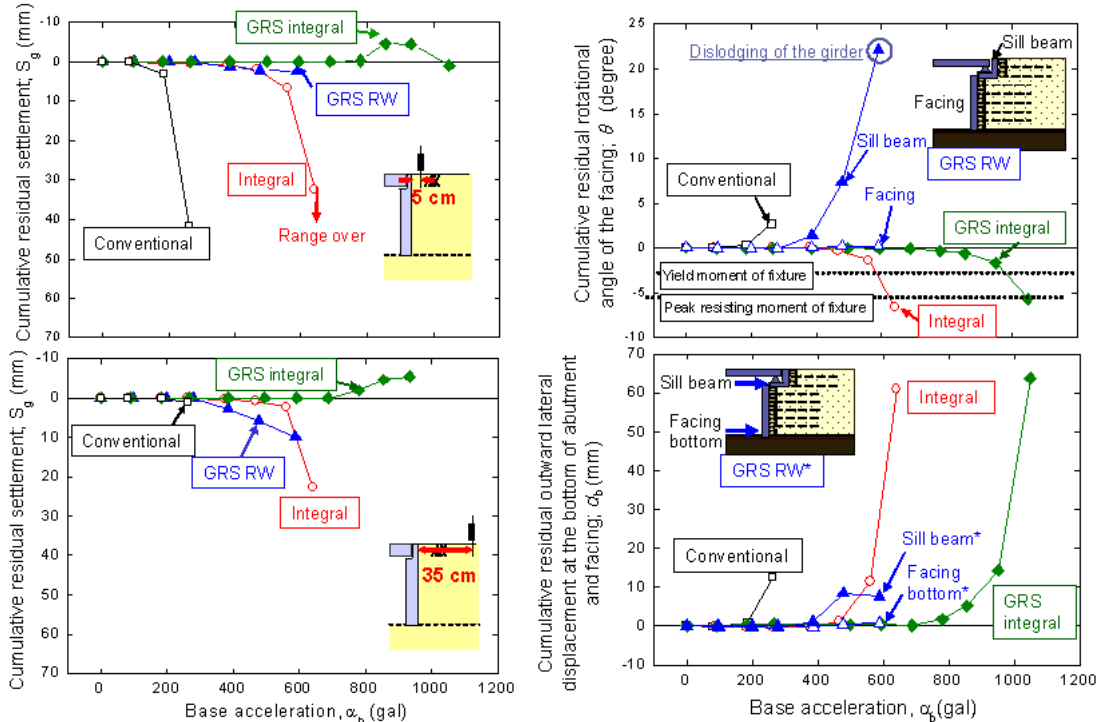 Cumulative residual settlement, S_g (mm)
-10
0
10
20
30
40
50
60
70
GRS integral
GRS RW
Integral
Range over
Conventional
5 cm
Cumulative residual rotational
angle of the facing; θ (degree)
25
20
15
10
5
0
-5
-10
Dislodging of the girder
Sill beam
Facing
GRS RW
Sill beam
Conventional
Facing
GRS integral
Yield moment of fixture
Peak resisting moment of fixture
Integral
Cumulative residual settlement, S_g (mm)
-10
0
10
20
30
40
50
60
70
GRS integral
Conventional
GRS RW
Integral
35 cm
0 200 400 600 800 1000 1200
Base acceleration, α_b (gal)
Cumulative residual outward lateral
displacement at the bottom of abutment
and facing; α_b (mm)
70
60
50
40
30
20
10
0
-10
Sill beam
Facing
bottom
GRS RW*
Integral
Conventional
Sill beam*
Facing
bottom*
GRS
integral
0 200 400 600 800 1000 1200
Base acceleration, α_b(gal)